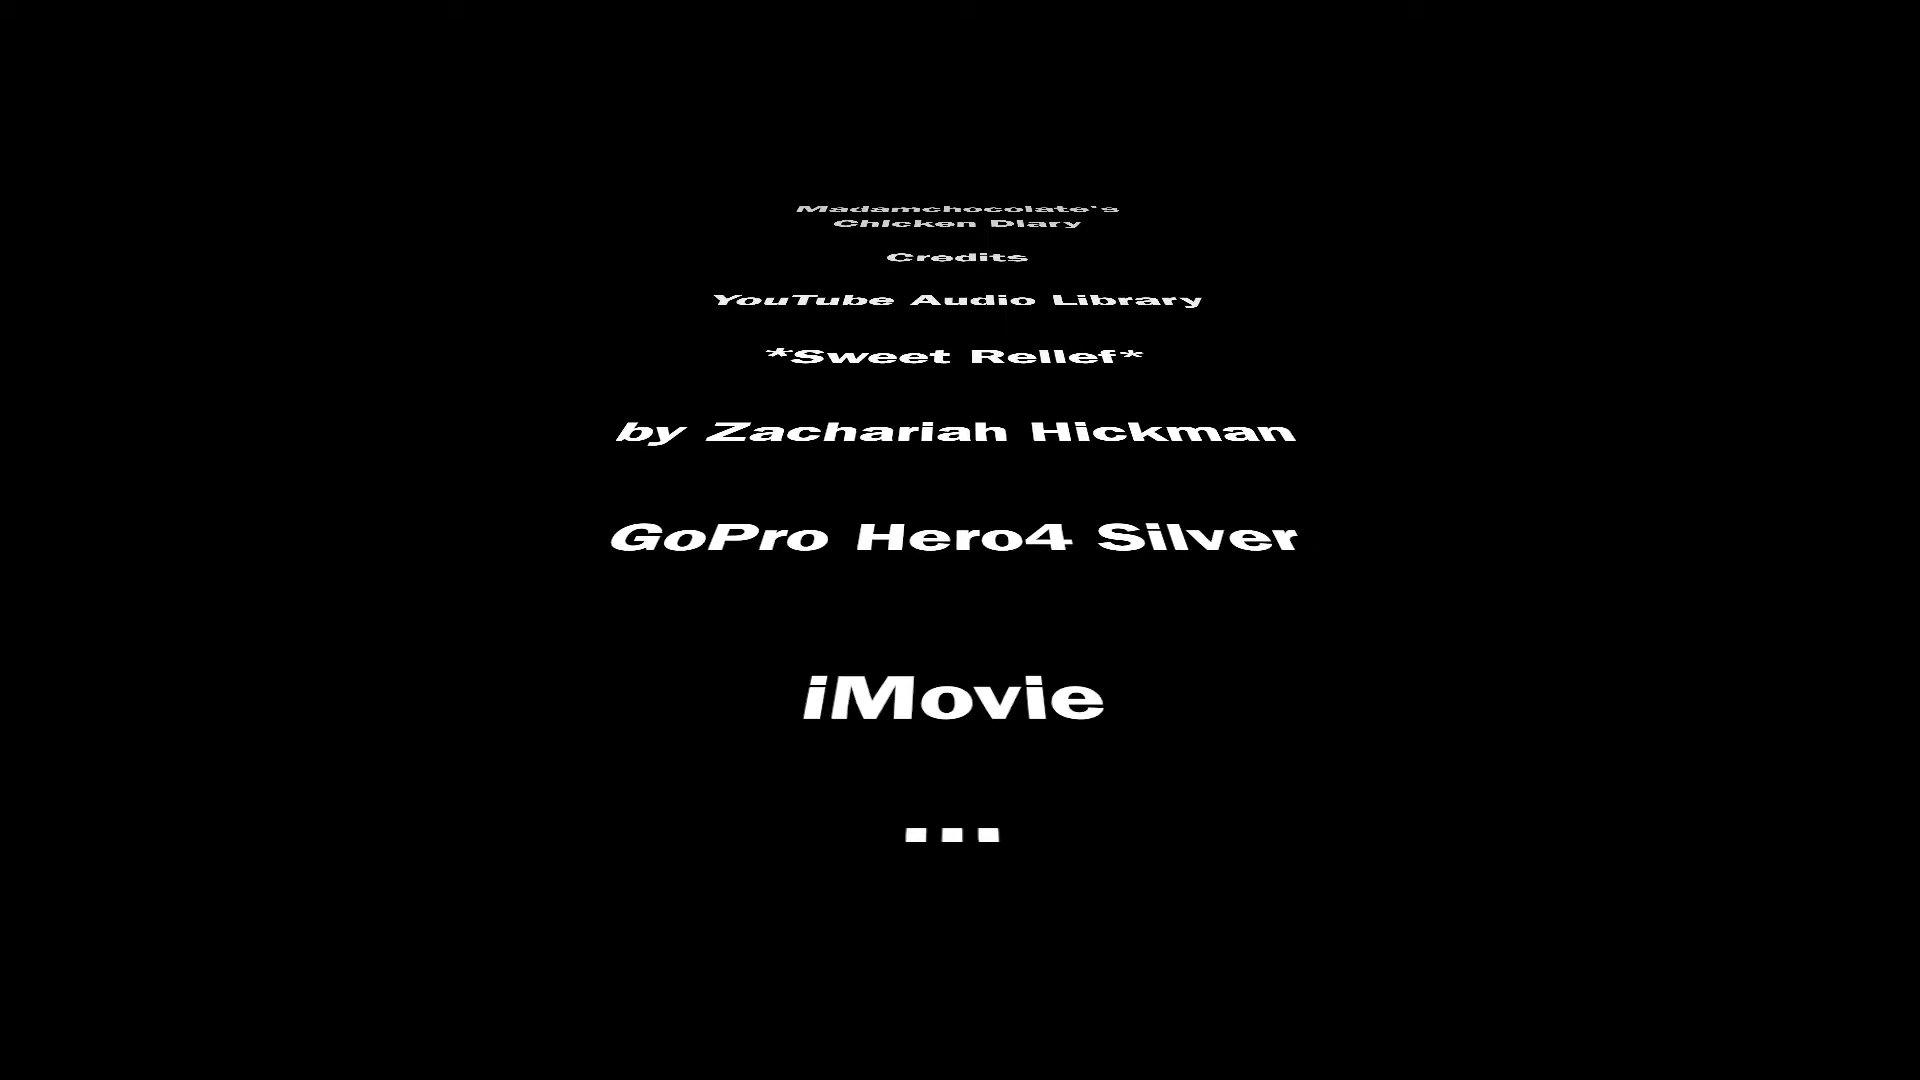 Madamchocolate's
Chicken Diary
Credits
YouTube Audio Library
*Sweet Relief*
by Zachariah Hickman
GoPro Hero4 Silver
iMovie
...